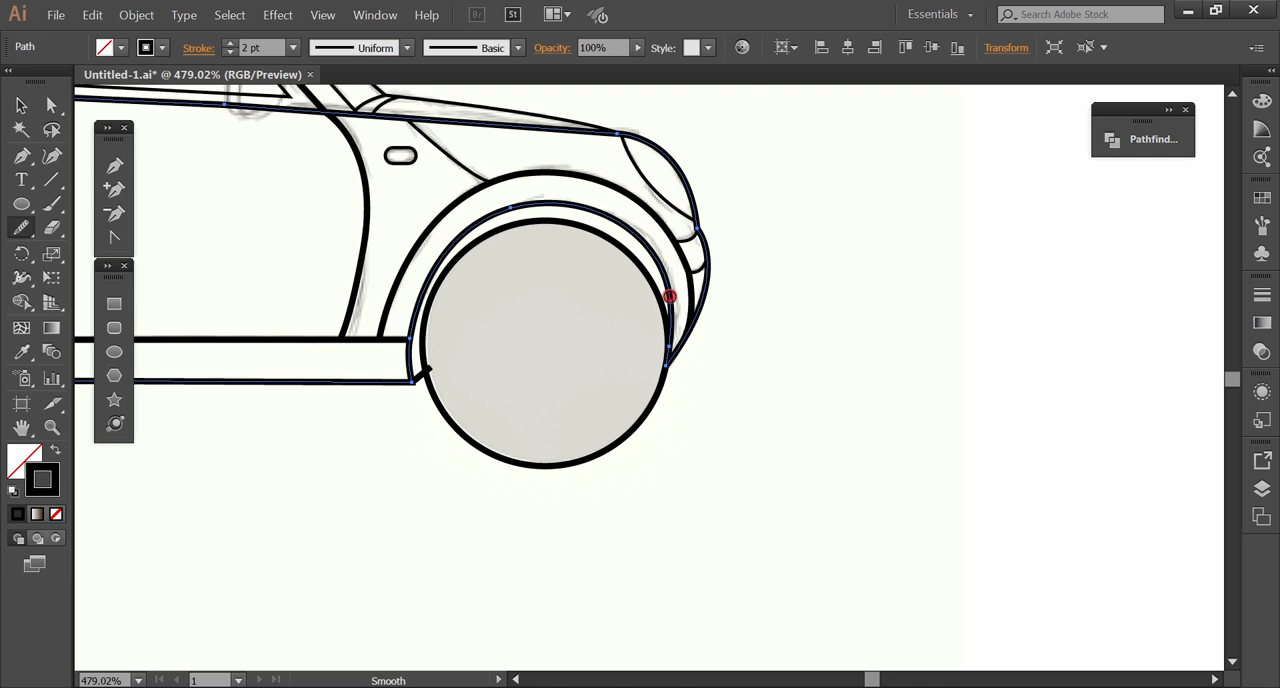 Ai File Edit Object Type Select Effect View Window Help Br St Essentials Search Adobe Stock
Path Stroke: 2 pt Uniform Basic Opacity: 100% Style: Transform
Untitled-1.ai* @ 479.02% (RGB/Preview) ×
Pathfind...
479.02% 1 Smooth